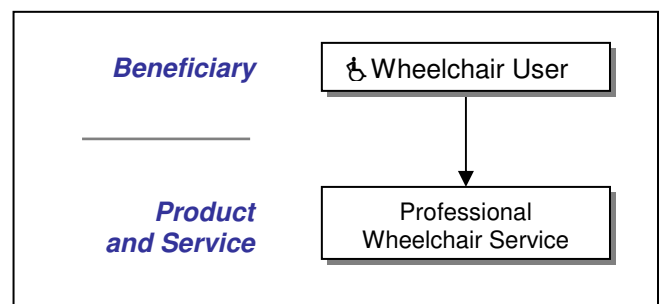 Beneficiary
♿ Wheelchair User
Product
and Service
Professional
Wheelchair Service